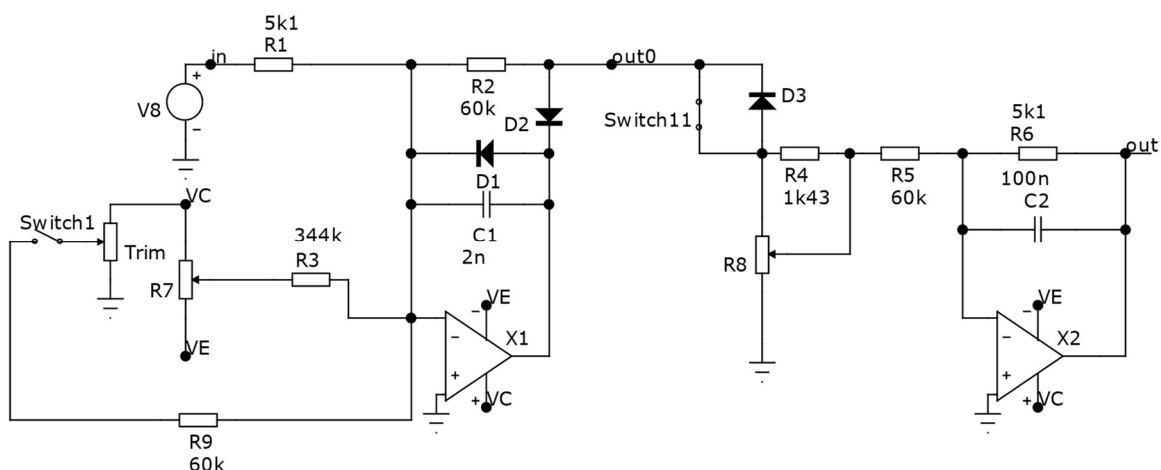 5k1
R1
in
out0
V8
+
-
R2
60k
D2
D1
D3
Switch11
5k1
R6
out
R4
1k43
R5
60k
100n
C2
VC
Switch1
Trim
C1
2n
344k
R3
R7
R8
VE
VE
-
-
X1
+
+
VC
VE
-
-
X2
+
+
VC
R9
60k